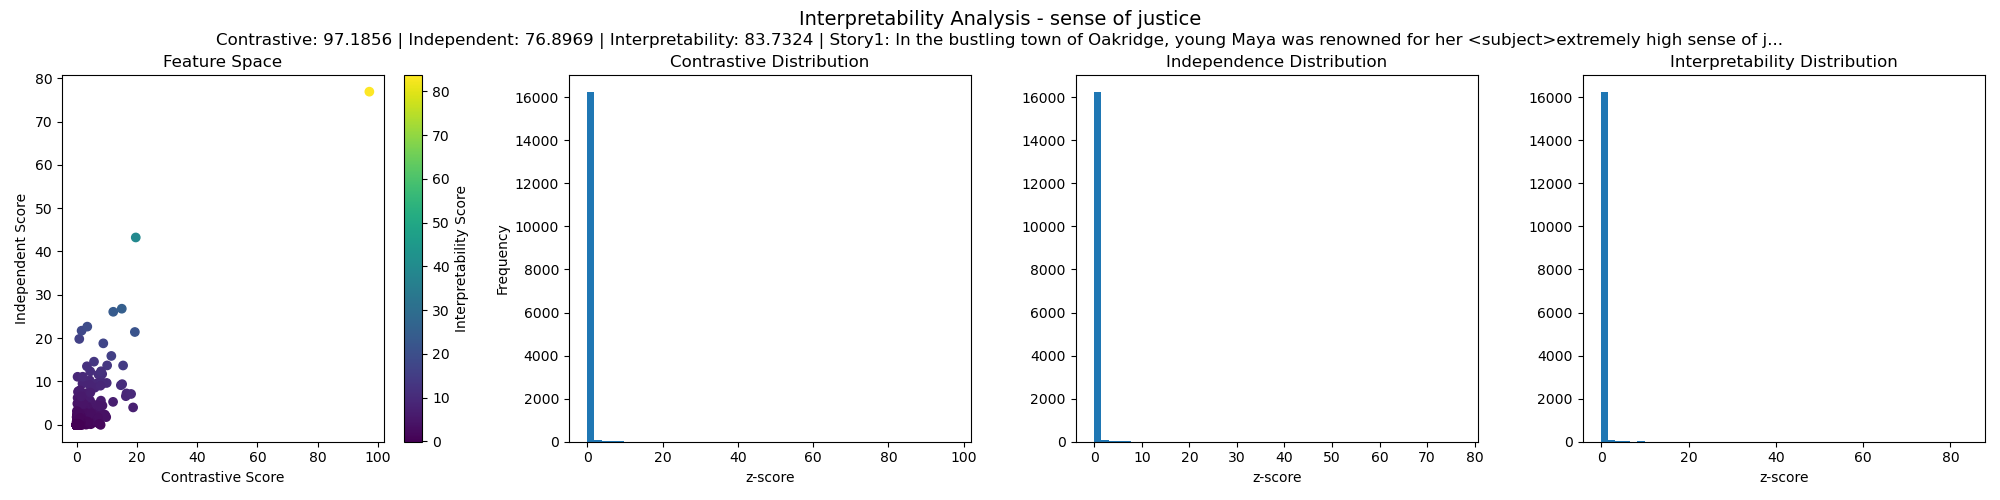 Interpretability Analysis - sense of justice
Contrastive: 97.1856 | Independent: 76.8969 | Interpretability: 83.7324 | Story1: In the bustling town of Oakridge, young Maya was renowned for her <subject>extremely high sense of j...
Feature Space
80
70
60
50
40
30
20
10
0
Independent Score
0 20 40 60 80 100
Contrastive Score
80
70
60
50
40
30
20
10
0
Interpretability Score
Contrastive Distribution
16000
14000
12000
10000
8000
6000
4000
2000
0
Frequency
0 20 40 60 80 100
z-score
Independence Distribution
16000
14000
12000
10000
8000
6000
4000
2000
0
0 10 20 30 40 50 60 70 80
z-score
Interpretability Distribution
16000
14000
12000
10000
8000
6000
4000
2000
0
0 20 40 60 80
z-score